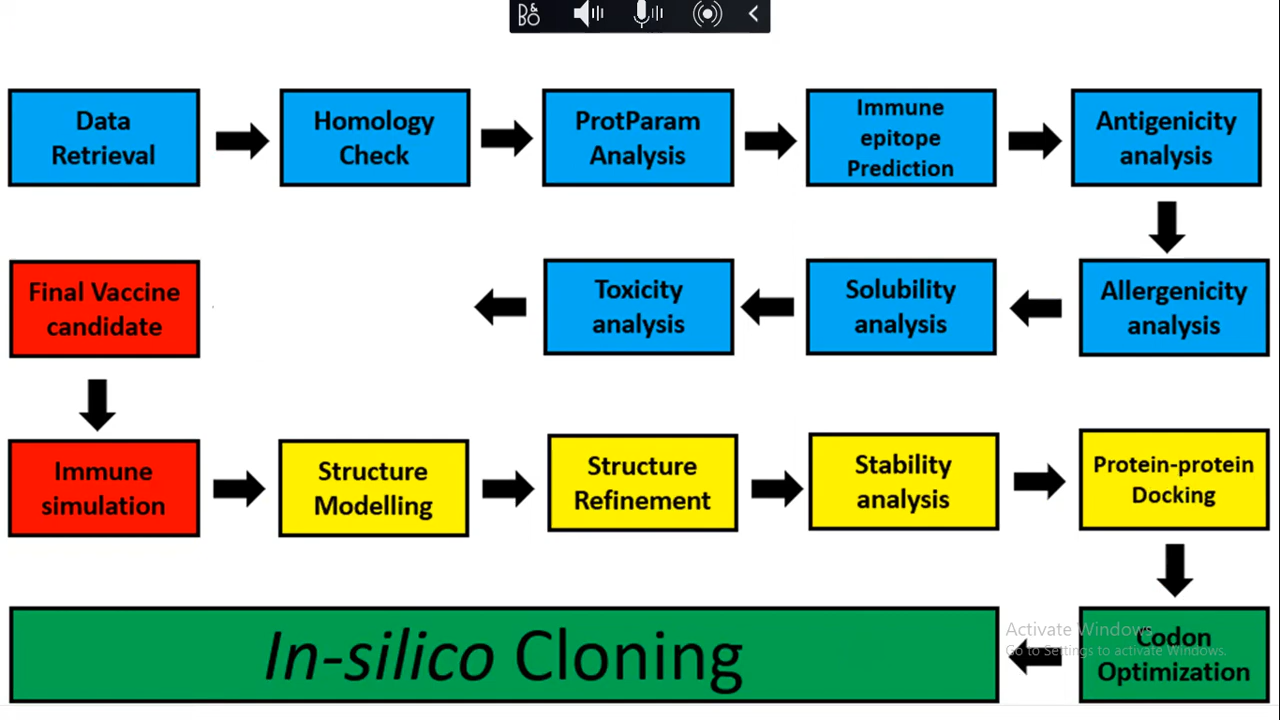 B&O
Data
Retrieval
Homology
Check
ProtParam
Analysis
Immune
epitope
Prediction
Antigenicity
analysis
Final Vaccine
candidate
Toxicity
analysis
Solubility
analysis
Allergenicity
analysis
Immune
simulation
Structure
Modelling
Structure
Refinement
Stability
analysis
Protein-protein
Docking
In-silico Cloning
Codon
Optimization
Activate Windows
Go to Settings to activate Windows.